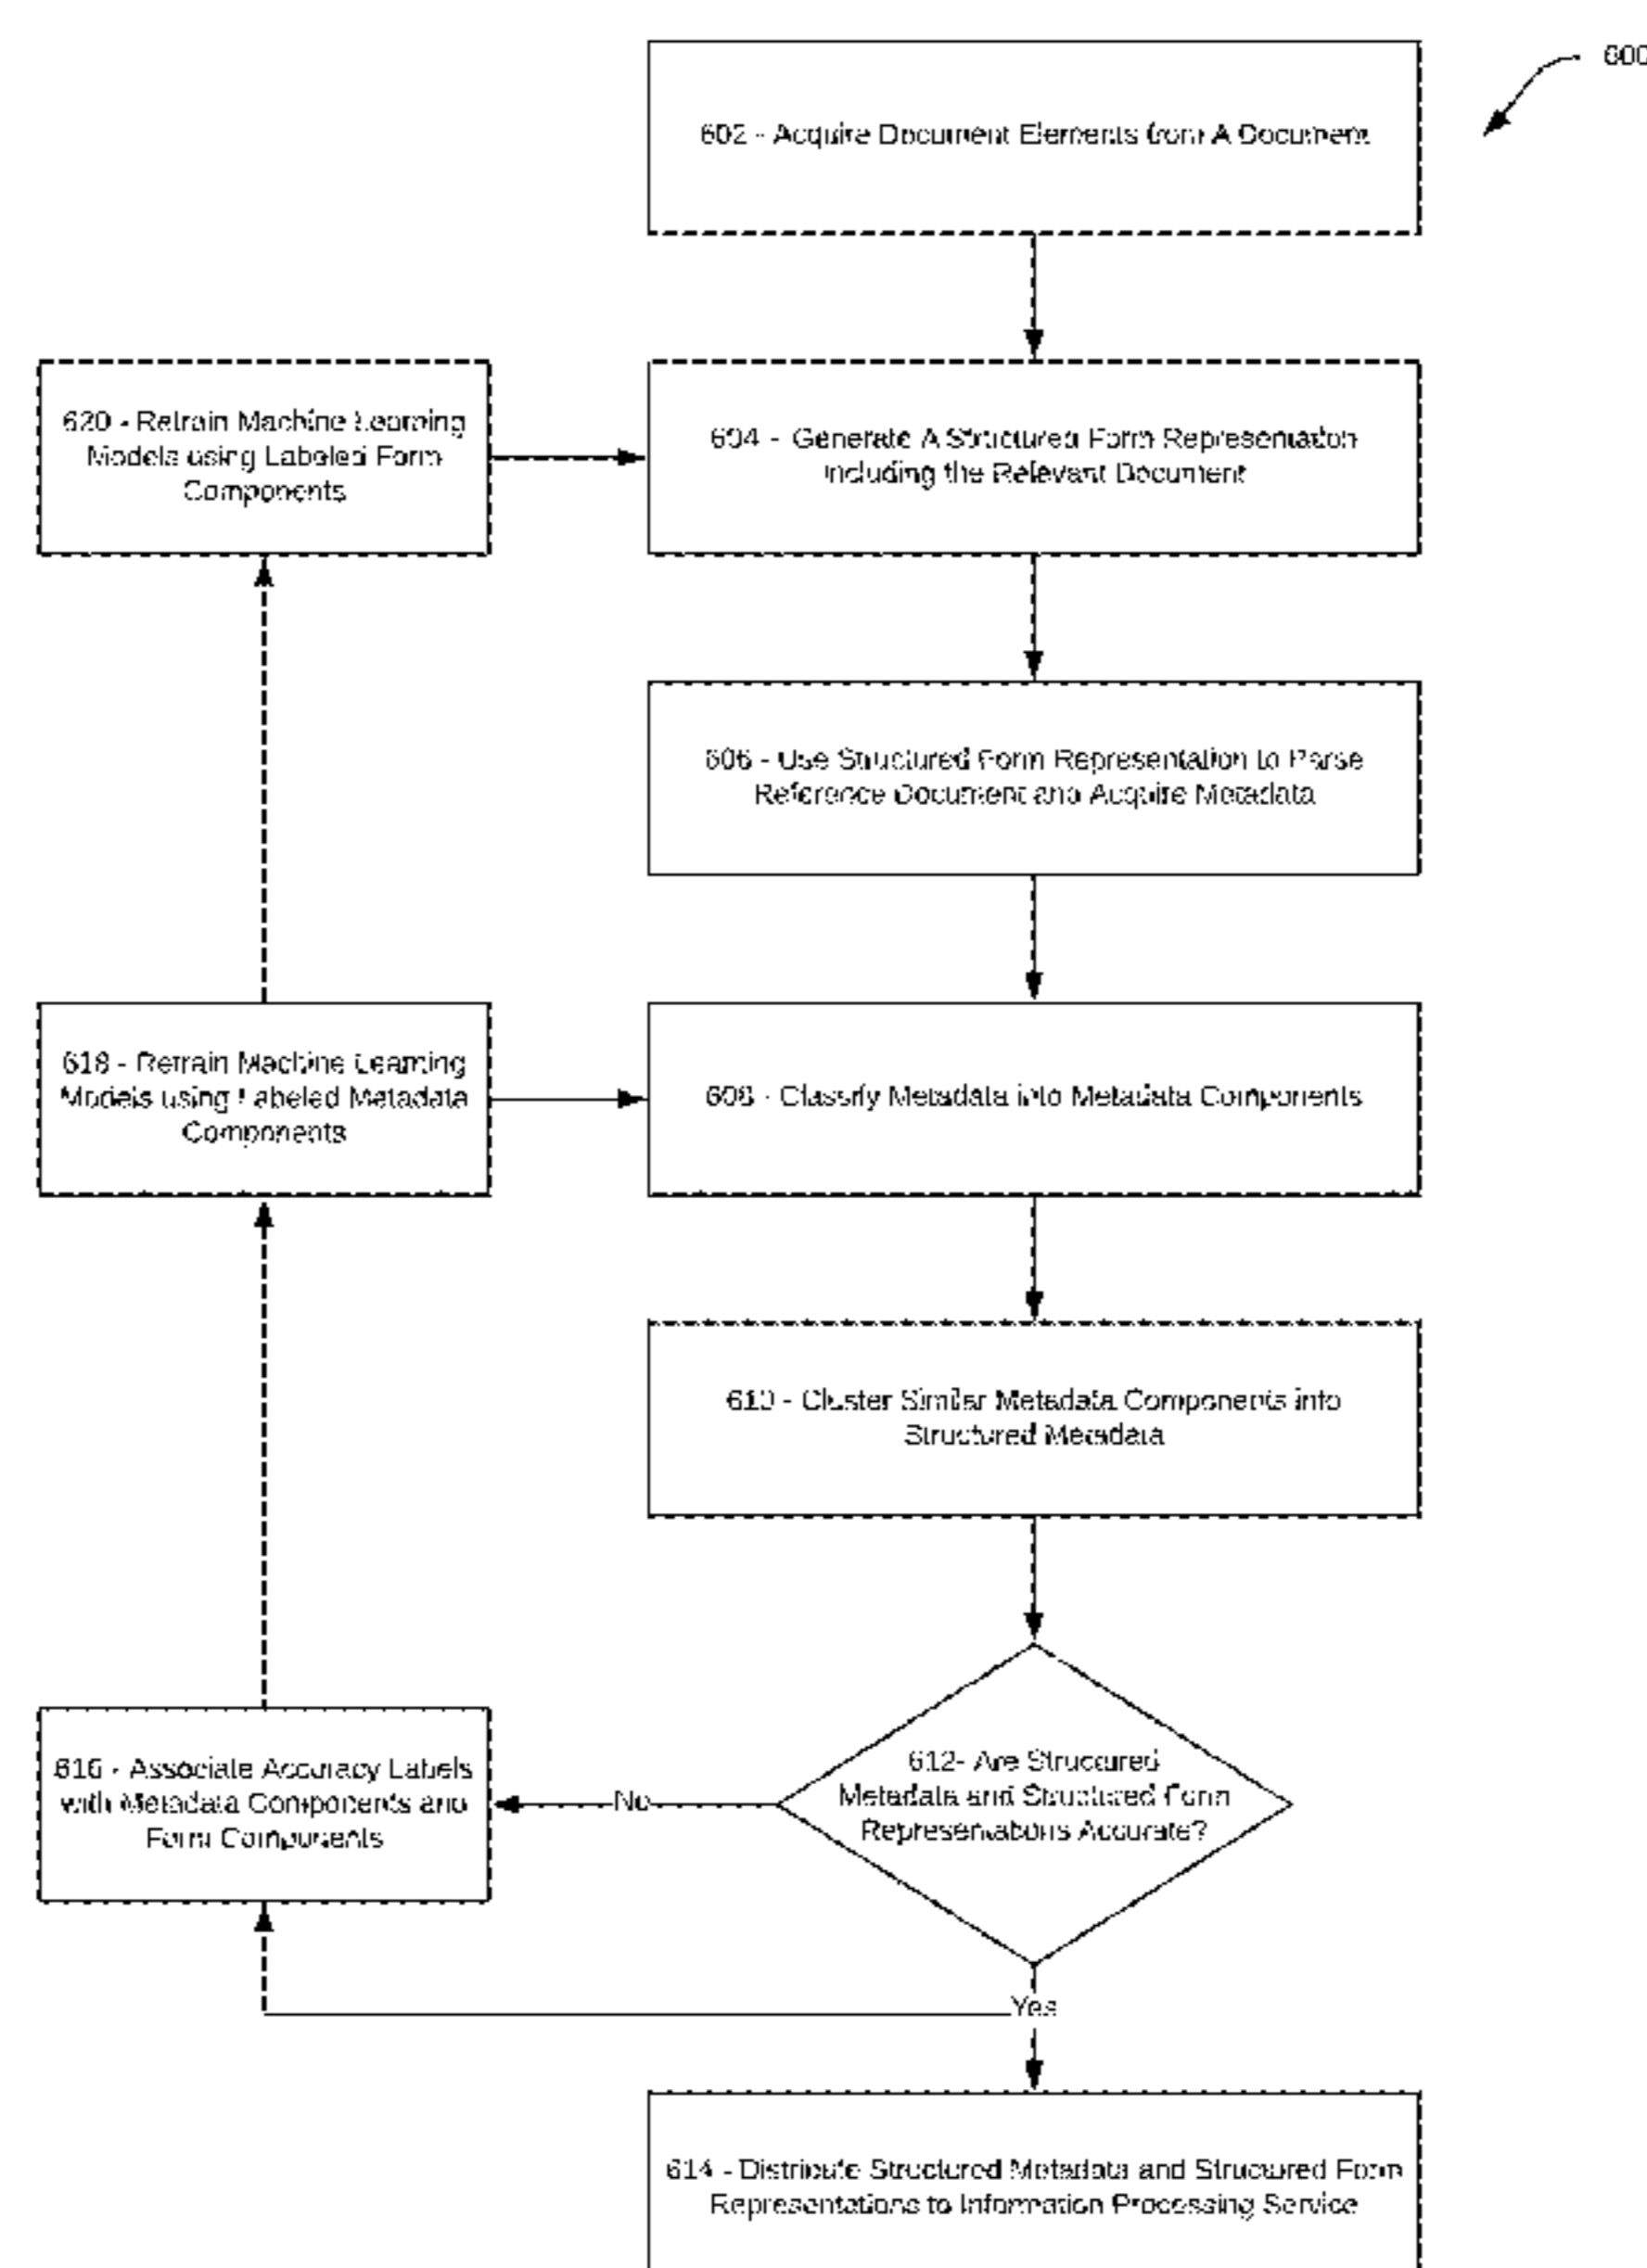 600
602 - Acquire Document Elements from A Document
620 - Retrain Machine Learning
Models using Labeled Form
Components
604 - Generate A Structured Form Representation
Including the Relevant Document
606 - Use Structured Form Representation to Parse
Reference Document and Acquire Metadata
618 - Retrain Machine Learning
Models using Labeled Metadata
Components
608 - Classify Metadata into Metadata Components
610 - Cluster Similar Metadata Components into
Structured Metadata
616 - Associate Accuracy Labels
with Metadata Components and
Form Components
No
612- Are Structured
Metadata and Structured Form
Representations Accurate?
Yes
614 - Distribute Structured Metadata and Structured Form
Representations to Information Processing Service